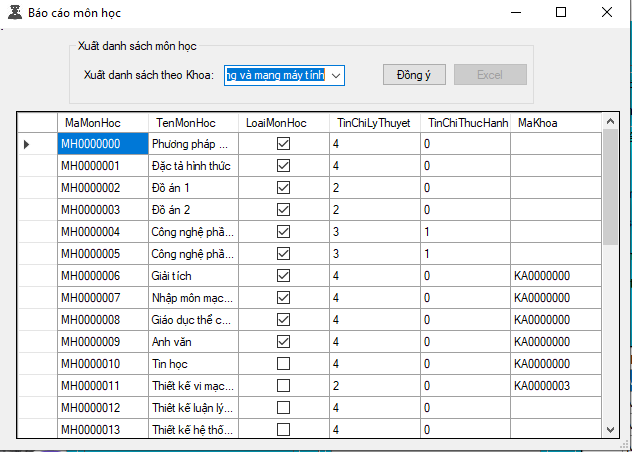 Báo cáo môn học
Xuất danh sách môn học
Xuất danh sách theo Khoa: ng và mạng máy tính Đồng ý Excel
MaMonHoc TenMonHoc LoaiMonHoc TinChiLyThuyet TinChiThucHanh MaKhoa
MH0000000 Phương pháp ... 4 0
MH0000001 Đặc tả hình thức 4 0
MH0000002 Đồ án 1 2 0
MH0000003 Đồ án 2 2 0
MH0000004 Công nghệ phầ... 3 1
MH0000005 Công nghệ phầ... 3 1
MH0000006 Giải tích 4 0 KA0000000
MH0000007 Nhập môn mạc... 4 0 KA0000000
MH0000008 Giáo dục thể c... 4 0 KA0000000
MH0000009 Anh văn 4 0 KA0000000
MH0000010 Tin học 4 0 KA0000000
MH0000011 Thiết kế vi mạc... 2 0 KA0000003
MH0000012 Thiết kế luận lý... 4 0
MH0000013 Thiết kế hệ thố... 4 0